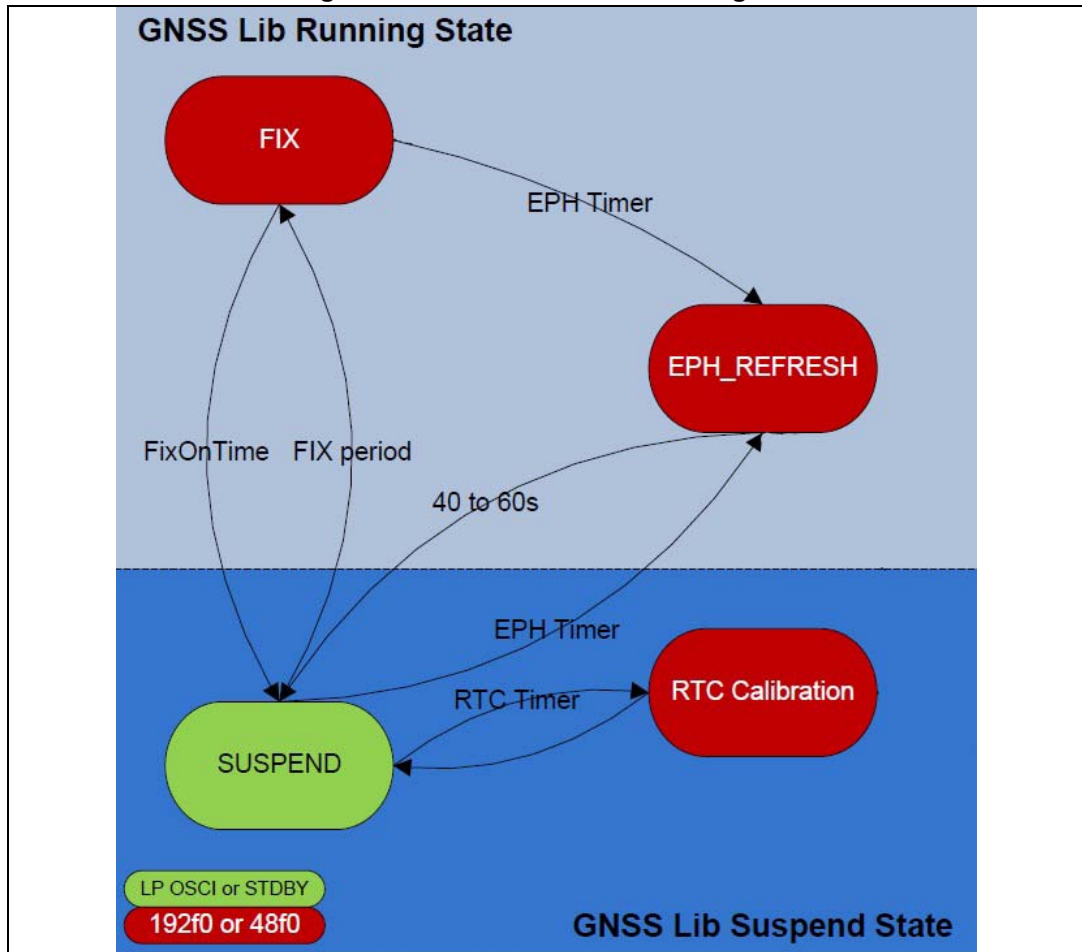 GNSS Lib Running State
FIX
EPH Timer
EPH_REFRESH
FixOnTime
FIX period
40 to 60s
EPH Timer
RTC Timer
RTC Calibration
SUSPEND
LP OSCI or STDBY
192f0 or 48f0
GNSS Lib Suspend State